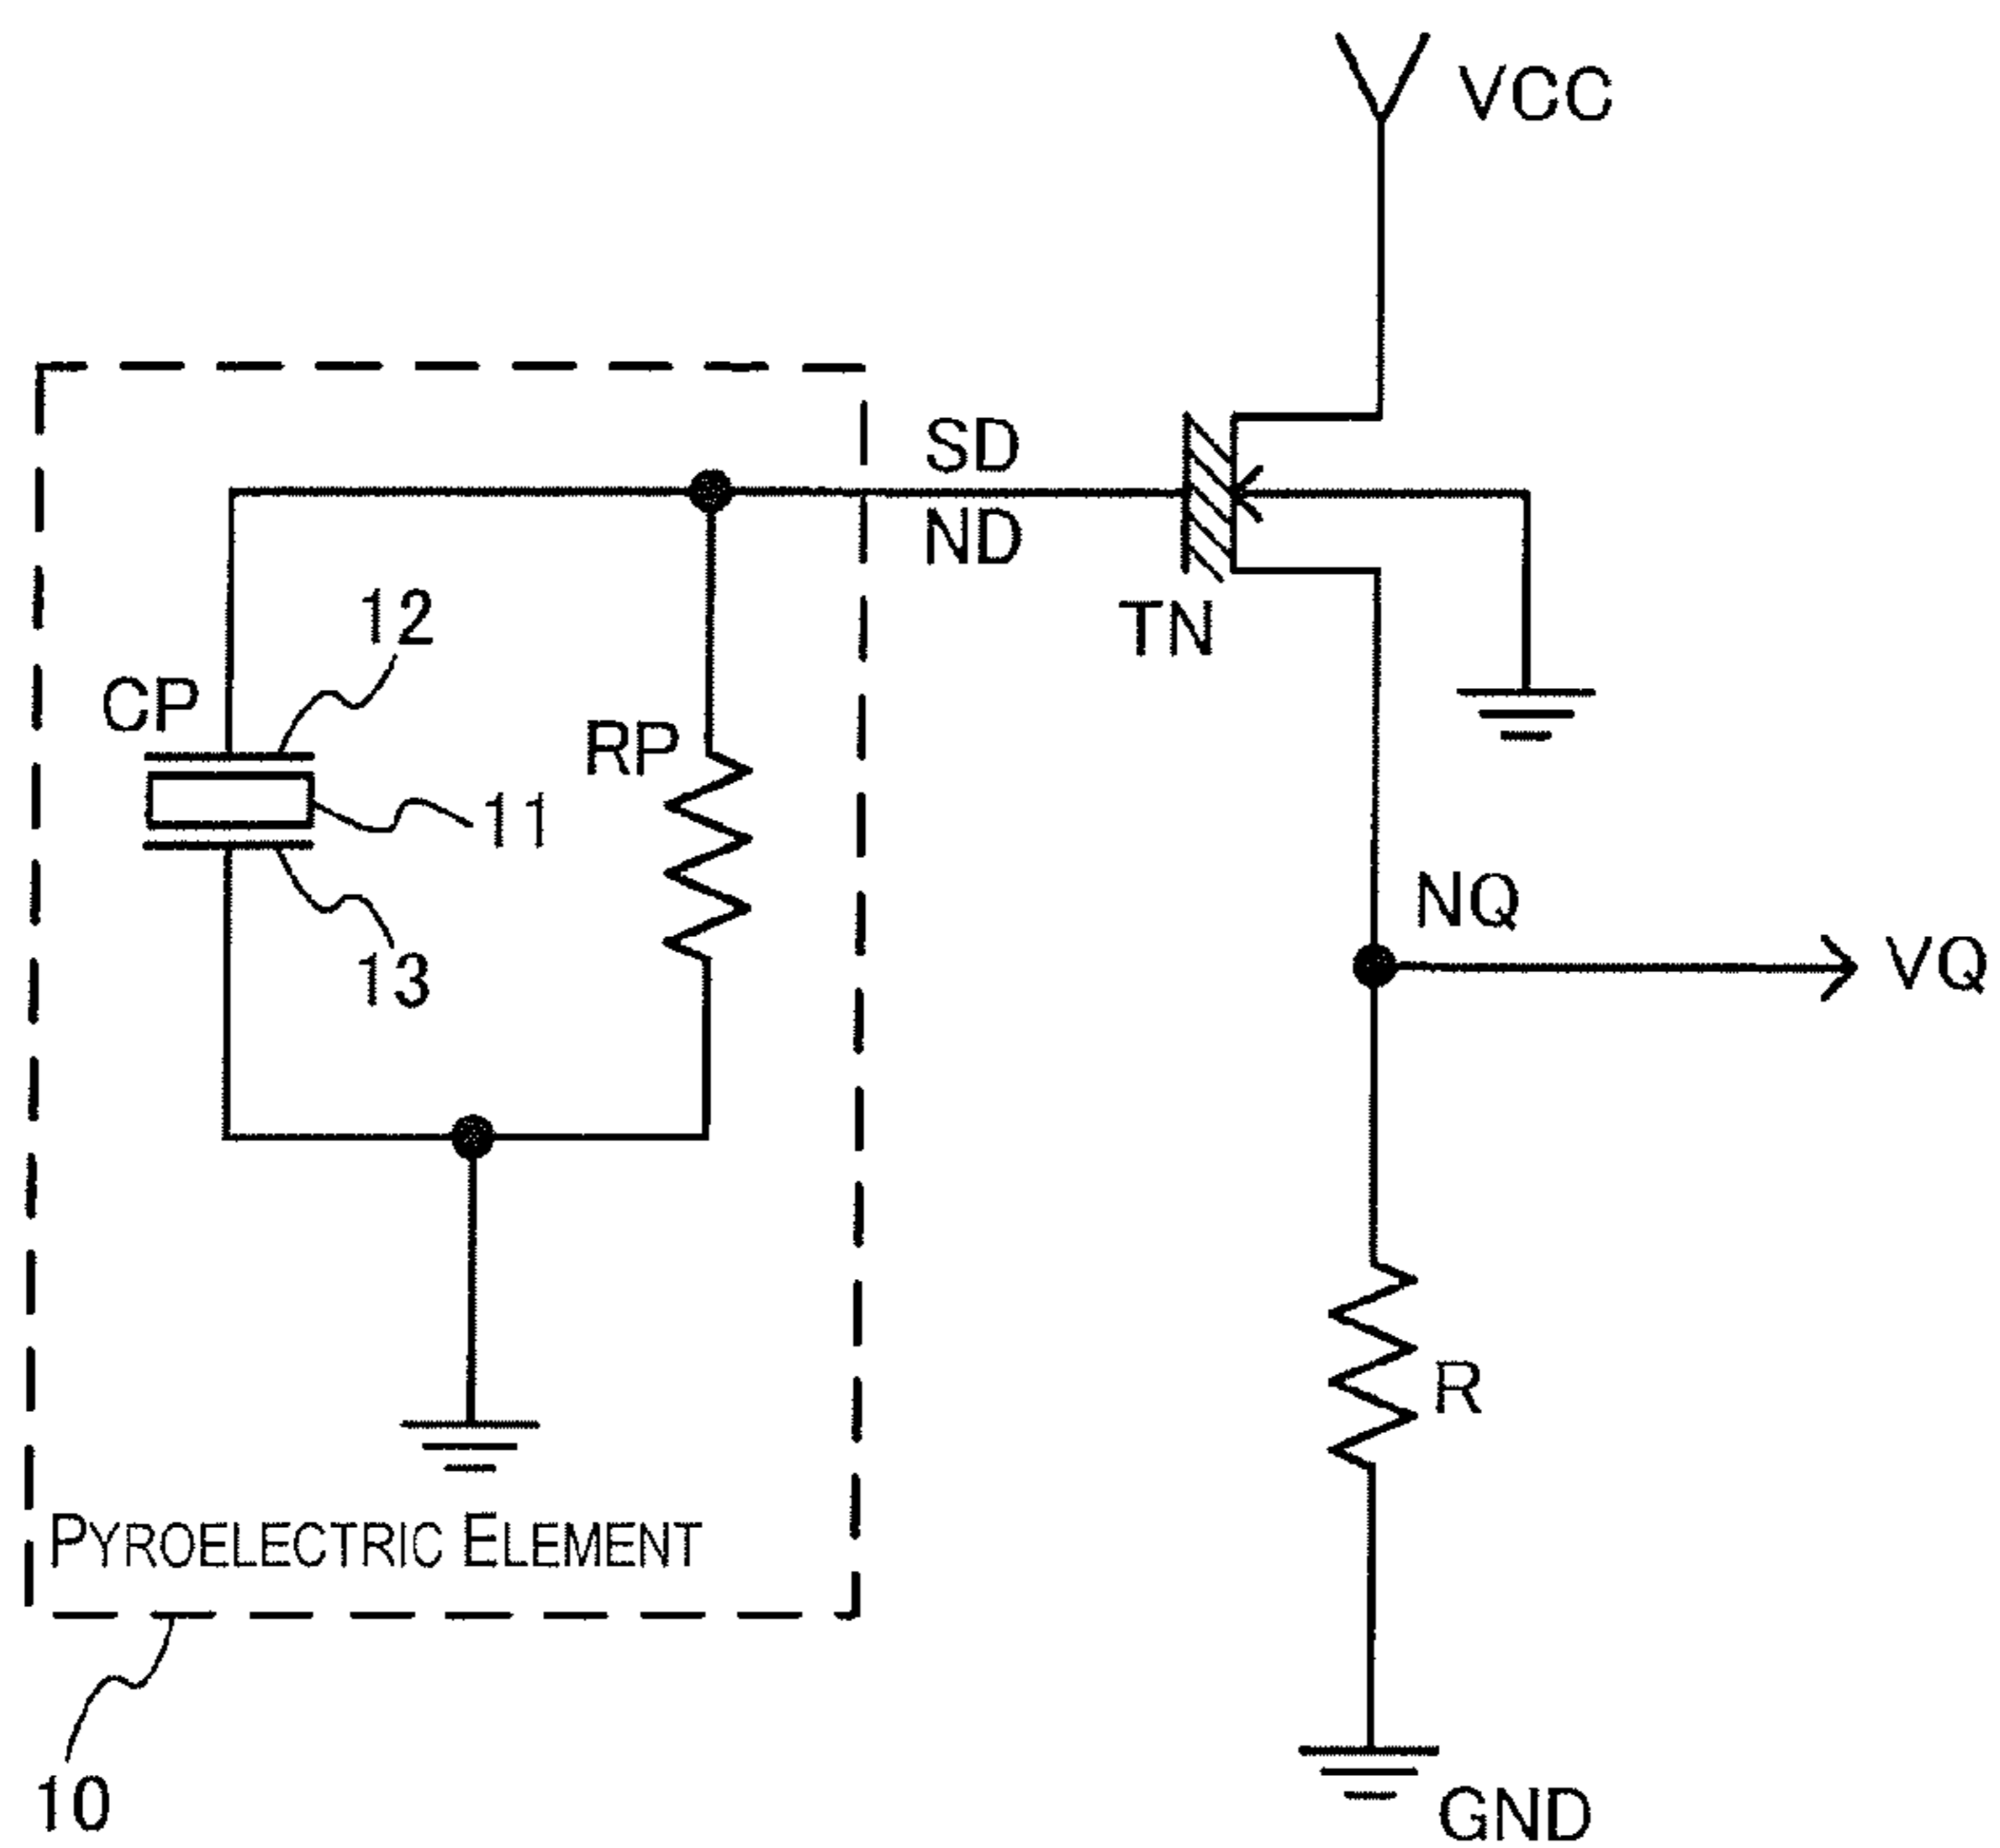 VCC
SD
ND
TN
12
CP
RP
11
13
NQ
VQ
R
PYROELECTRIC ELEMENT
10
GND